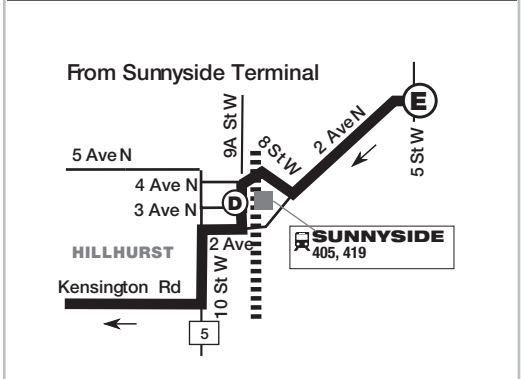 From Sunnyside Terminal
E
9A St W
8 St W
2 Ave N
5 St W
5 Ave N
4 Ave N
3 Ave N
D
SUNNYSIDE
405, 419
2 Ave
HILLHURST
10 St W
Kensington Rd
5